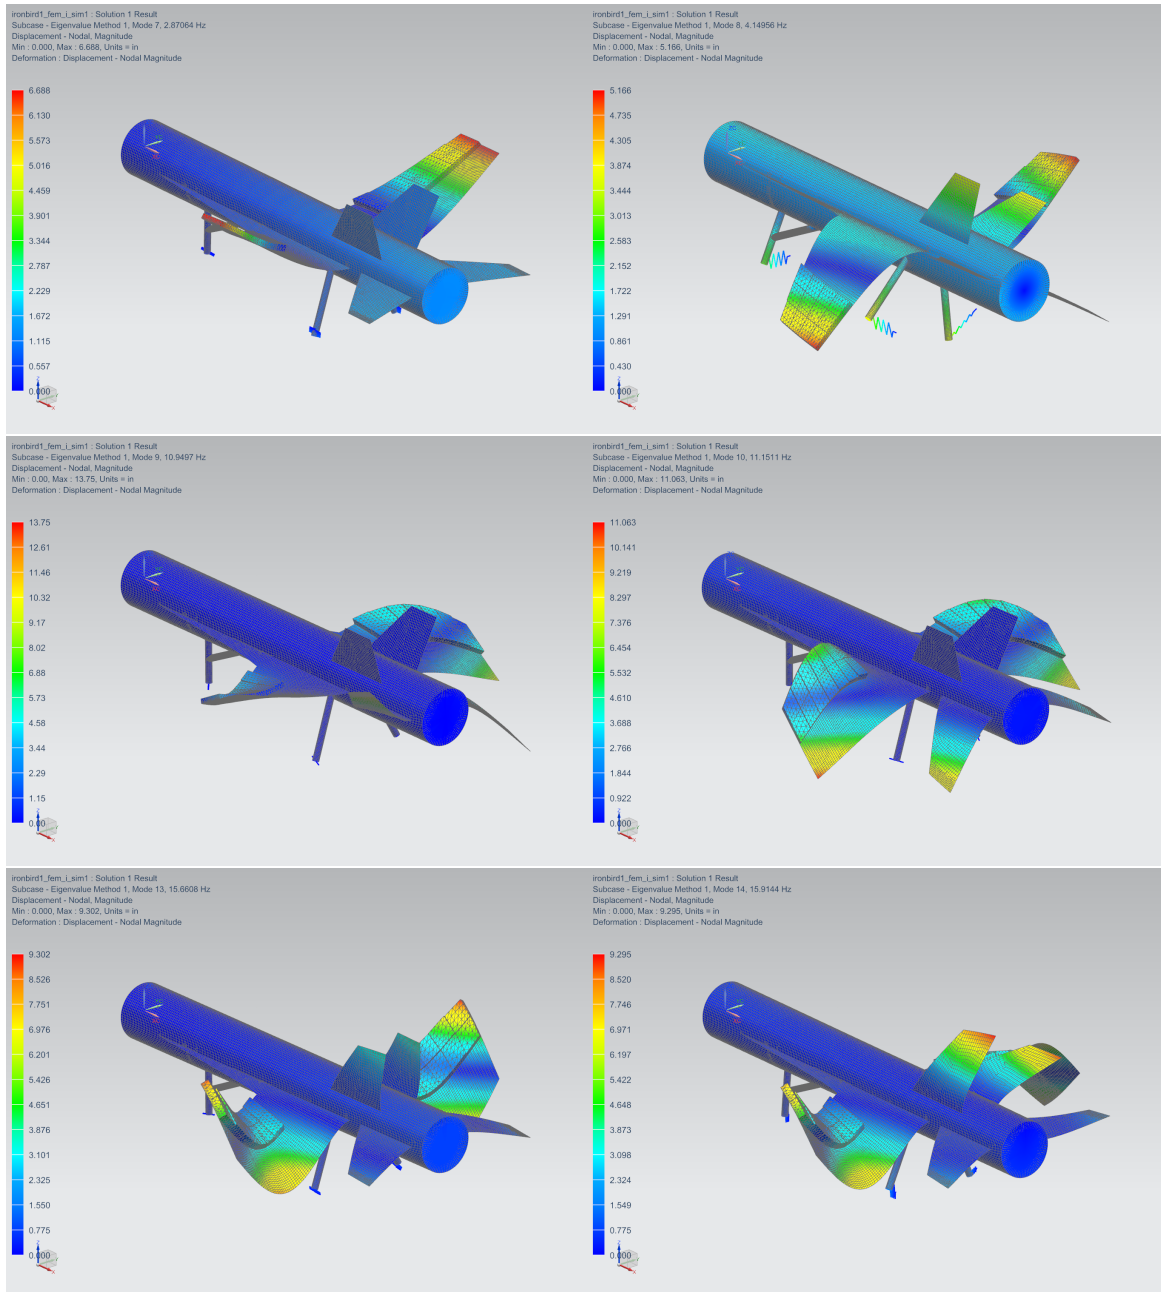 ironbird1_fem_i_sim1 : Solution 1 Result
Subcase - Eigenvalue Method 1, Mode 7, 2.87064 Hz
Displacement - Nodal, Magnitude
Min : 0.000, Max : 6.688, Units = in
Deformation : Displacement - Nodal Magnitude
6.688
6.130
5.573
5.016
4.459
3.901
3.344
2.787
2.229
1.672
1.115
0.557
0.000
ironbird1_fem_i_sim1 : Solution 1 Result
Subcase - Eigenvalue Method 1, Mode 8, 4.14956 Hz
Displacement - Nodal, Magnitude
Min : 0.000, Max : 5.166, Units = in
Deformation : Displacement - Nodal Magnitude
5.166
4.735
4.305
3.874
3.444
3.013
2.583
2.152
1.722
1.291
0.861
0.430
0.000
ironbird1_fem_i_sim1 : Solution 1 Result
Subcase - Eigenvalue Method 1, Mode 9, 10.9497 Hz
Displacement - Nodal, Magnitude
Min : 0.00, Max : 13.75, Units = in
Deformation : Displacement - Nodal Magnitude
13.75
12.61
11.46
10.32
9.17
8.02
6.88
5.73
4.58
3.44
2.29
1.15
0.00
ironbird1_fem_i_sim1 : Solution 1 Result
Subcase - Eigenvalue Method 1, Mode 10, 11.1511 Hz
Displacement - Nodal, Magnitude
Min : 0.000, Max : 11.063, Units = in
Deformation : Displacement - Nodal Magnitude
11.063
10.141
9.219
8.297
7.376
6.454
5.532
4.610
3.688
2.766
1.844
0.922
0.000
ironbird1_fem_i_sim1 : Solution 1 Result
Subcase - Eigenvalue Method 1, Mode 13, 15.6608 Hz
Displacement - Nodal, Magnitude
Min : 0.000, Max : 9.302, Units = in
Deformation : Displacement - Nodal Magnitude
9.302
8.526
7.751
6.976
6.201
5.426
4.651
3.876
3.101
2.325
1.550
0.775
0.000
ironbird1_fem_i_sim1 : Solution 1 Result
Subcase - Eigenvalue Method 1, Mode 14, 15.9144 Hz
Displacement - Nodal, Magnitude
Min : 0.000, Max : 9.295, Units = in
Deformation : Displacement - Nodal Magnitude
9.295
8.520
7.746
6.971
6.197
5.422
4.648
3.873
3.098
2.324
1.549
0.775
0.000